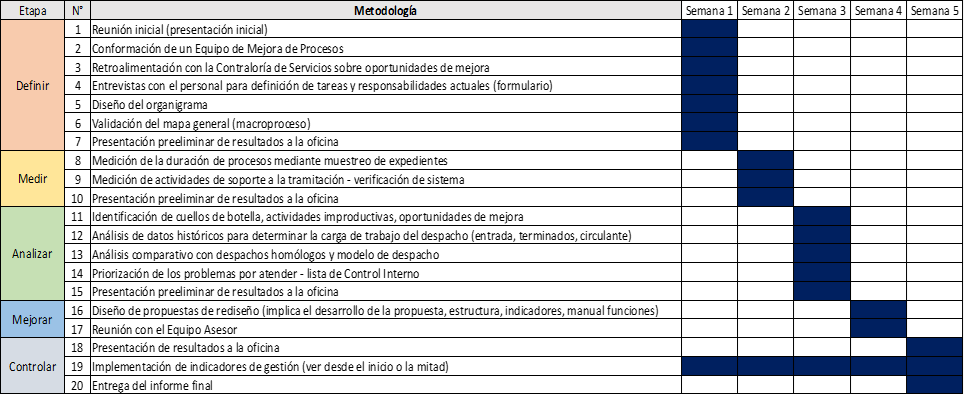 Etapa N° Metodología Semana 1 Semana 2 Semana 3 Semana 4 Semana 5
Definir
1 Reunión inicial (presentación inicial)
2 Conformación de un Equipo de Mejora de Procesos
3 Retroalimentación con la Contraloría de Servicios sobre oportunidades de mejora
4 Entrevistas con el personal para definición de tareas y responsabilidades actuales (formulario)
5 Diseño del organigrama
6 Validación del mapa general (macroproceso)
7 Presentación preeliminar de resultados a la oficina
Medir
8 Medición de la duración de procesos mediante muestreo de expedientes
9 Medición de actividades de soporte a la tramitación - verificación de sistema
10 Presentación preeliminar de resultados a la oficina
Analizar
11 Identificación de cuellos de botella, actividades improductivas, oportunidades de mejora
12 Análisis de datos históricos para determinar la carga de trabajo del despacho (entrada, terminados, circulante)
13 Análisis comparativo con despachos homólogos y modelo de despacho
14 Priorización de los problemas por atender - lista de Control Interno
15 Presentación preeliminar de resultados a la oficina
Mejorar
16 Diseño de propuestas de rediseño (implica el desarrollo de la propuesta, estructura, indicadores, manual funciones)
17 Reunión con el Equipo Asesor
Controlar
18 Presentación de resultados a la oficina
19 Implementación de indicadores de gestión (ver desde el inicio o la mitad)
20 Entrega del informe final